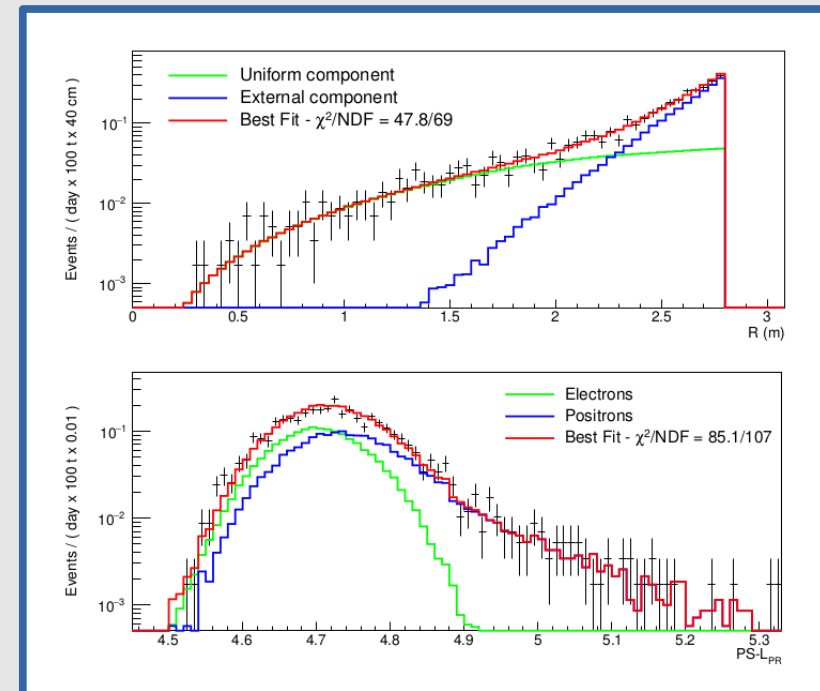 Uniform component
External component
Best Fit - χ²/NDF = 47.8/69
Events / ( day x 100 t x 40 cm )
10⁻¹
10⁻²
10⁻³
0 0.5 1 1.5 2 2.5 3
R (m)
Electrons
Positrons
Best Fit - χ²/NDF = 85.1/107
Events / ( day x 100 t x 0.01 )
10⁻¹
10⁻²
10⁻³
4.5 4.6 4.7 4.8 4.9 5 5.1 5.2 5.3
PS-L_PR